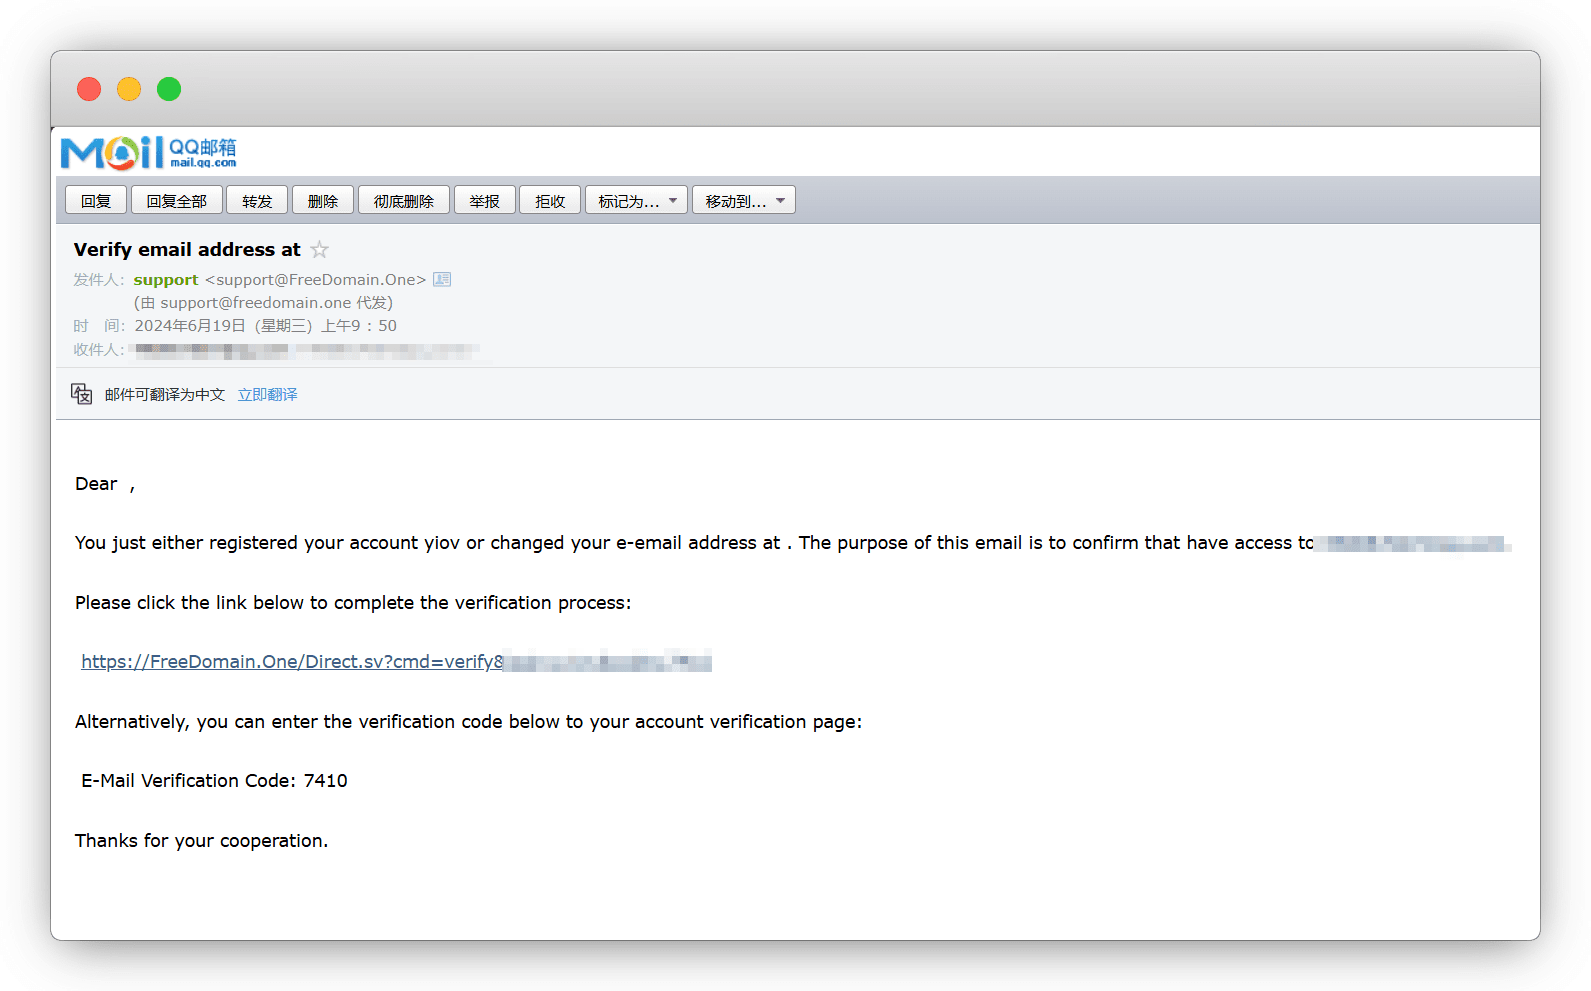 Mail QQ邮箱
mail.qq.com
回复 回复全部 转发 删除 彻底删除 举报 拒收 标记为... 移动到...
Verify email address at
发件人: support <support@FreeDomain.One>
(由 support@freedomain.one 代发)
时 间: 2024年6月19日 (星期三) 上午9：50
收件人:
邮件可翻译为中文 立即翻译
Dear ,
You just either registered your account yiov or changed your e-email address at . The purpose of this email is to confirm that have access to
Please click the link below to complete the verification process:
https://FreeDomain.One/Direct.sv?cmd=verify&
Alternatively, you can enter the verification code below to your account verification page:
E-Mail Verification Code: 7410
Thanks for your cooperation.